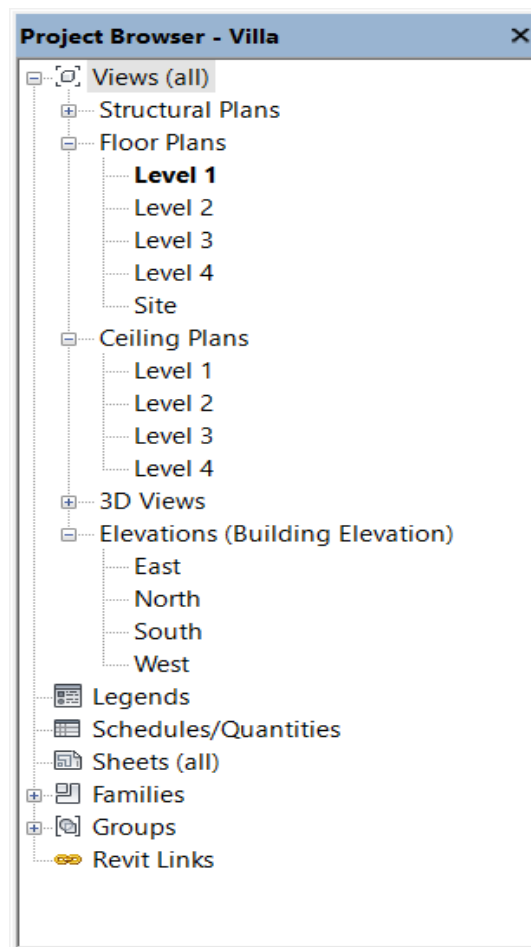 Project Browser - Villa
Views (all)
Structural Plans
Floor Plans
Level 1
Level 2
Level 3
Level 4
Site
Ceiling Plans
Level 1
Level 2
Level 3
Level 4
3D Views
Elevations (Building Elevation)
East
North
South
West
Legends
Schedules/Quantities
Sheets (all)
Families
Groups
Revit Links